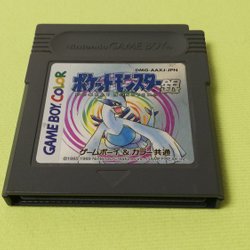 Nintendo GAME BOY
DMG-AAXJ-JPN
GAME BOY COLOR
ポケットモンスター銀
ゲームボーイ & カラー共通